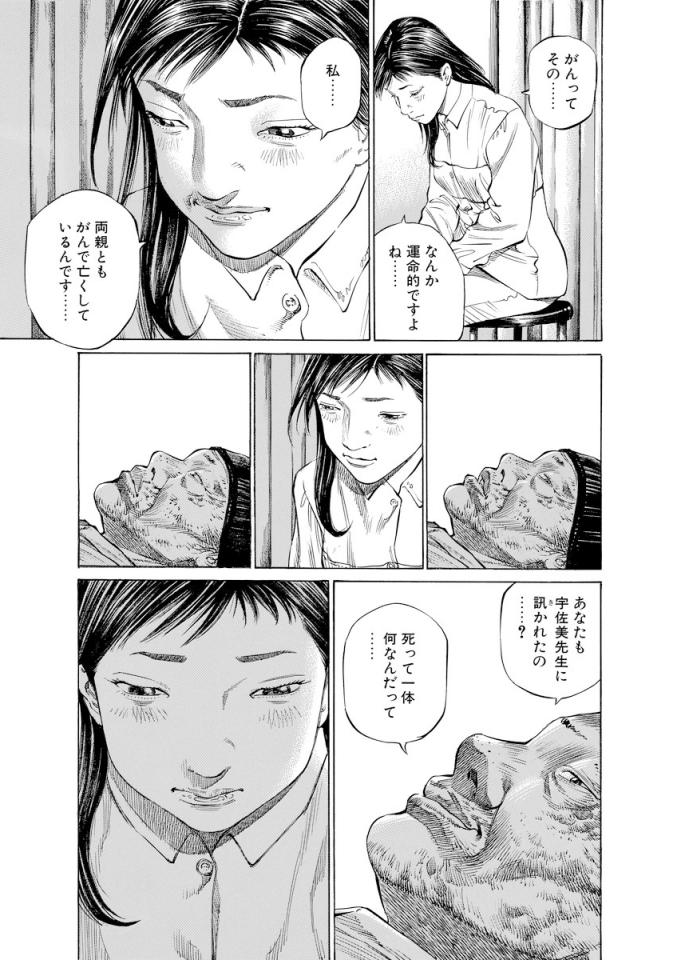 がんって
その……
なんか
運命的ですよ
ね……
私
……
両親とも
がんで亡くして
いるんです……
あなたも
宇佐美先生に
訊かれたの
き
……?
死って一体
何なんだって
……